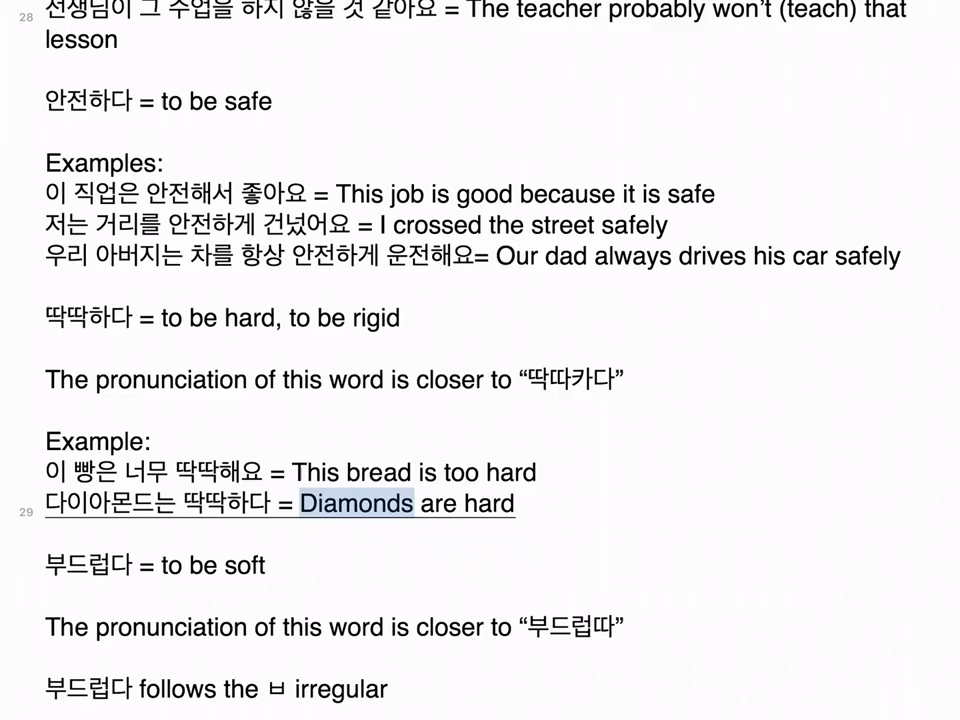 28 선생님이 그 수업을 하지 않을 것 같아요 = The teacher probably won’t (teach) that
lesson
안전하다 = to be safe
Examples:
이 직업은 안전해서 좋아요 = This job is good because it is safe
저는 거리를 안전하게 건넜어요 = I crossed the street safely
우리 아버지는 차를 항상 안전하게 운전해요= Our dad always drives his car safely
딱딱하다 = to be hard, to be rigid
The pronunciation of this word is closer to “딱따카다”
Example:
이 빵은 너무 딱딱해요 = This bread is too hard
29 다이아몬드는 딱딱하다 = Diamonds are hard
부드럽다 = to be soft
The pronunciation of this word is closer to “부드럽따”
부드럽다 follows the ㅂ irregular